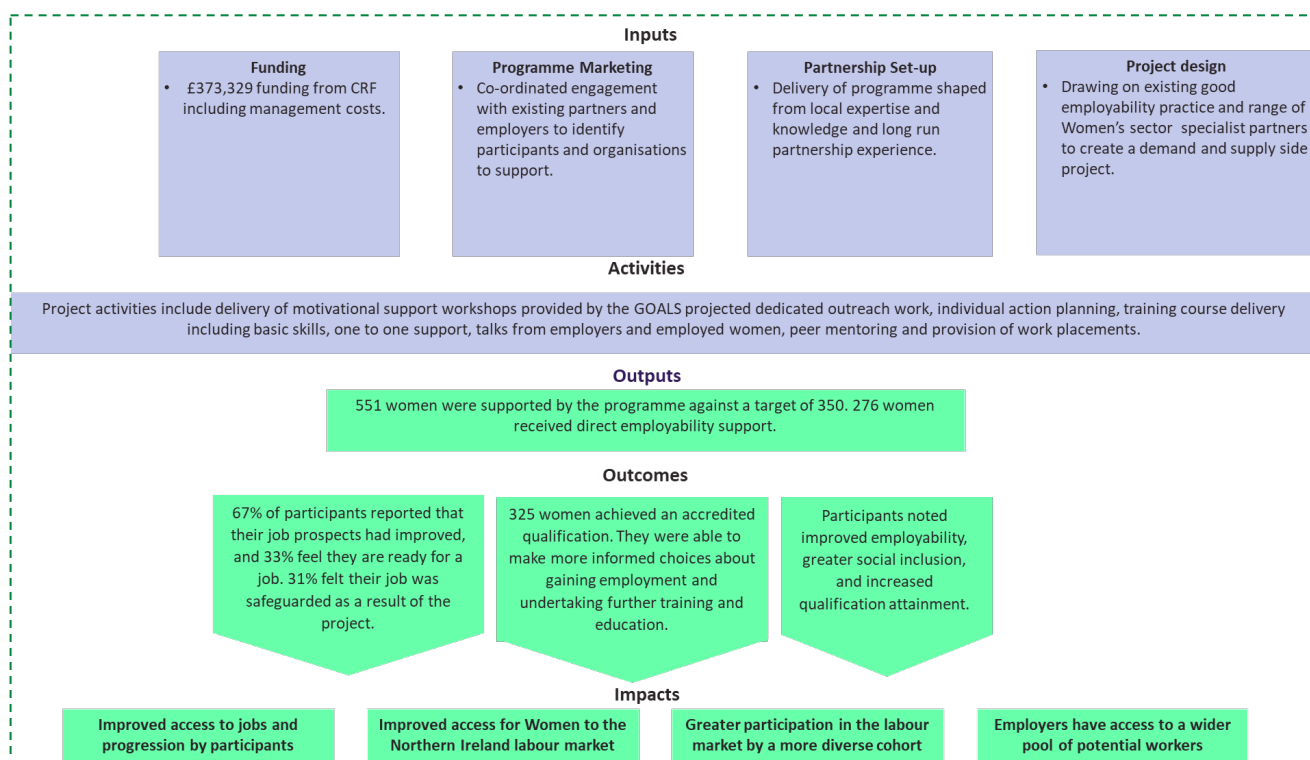 Inputs
Funding
• £373,329 funding from CRF
including management costs.
Programme Marketing
• Co-ordinated engagement
with existing partners and
employers to identify
participants and organisations
to support.
Partnership Set-up
• Delivery of programme shaped
from local expertise and
knowledge and long run
partnership experience.
Project design
• Drawing on existing good
employability practice and range of
Women's sector specialist partners
to create a demand and supply side
project.
Activities
Project activities include delivery of motivational support workshops provided by the GOALS projected dedicated outreach work, individual action planning, training course delivery
including basic skills, one to one support, talks from employers and employed women, peer mentoring and provision of work placements.
Outputs
551 women were supported by the programme against a target of 350. 276 women
received direct employability support.
Outcomes
67% of participants reported that
their job prospects had improved,
and 33% feel they are ready for a
job. 31% felt their job was
safeguarded as a result of the
project.
325 women achieved an accredited
qualification. They were able to
make more informed choices about
gaining employment and
undertaking further training and
education.
Participants noted
improved employability,
greater social inclusion,
and increased
qualification attainment.
Impacts
Improved access to jobs and
progression by participants
Improved access for Women to the
Northern Ireland labour market
Greater participation in the labour
market by a more diverse cohort
Employers have access to a wider
pool of potential workers